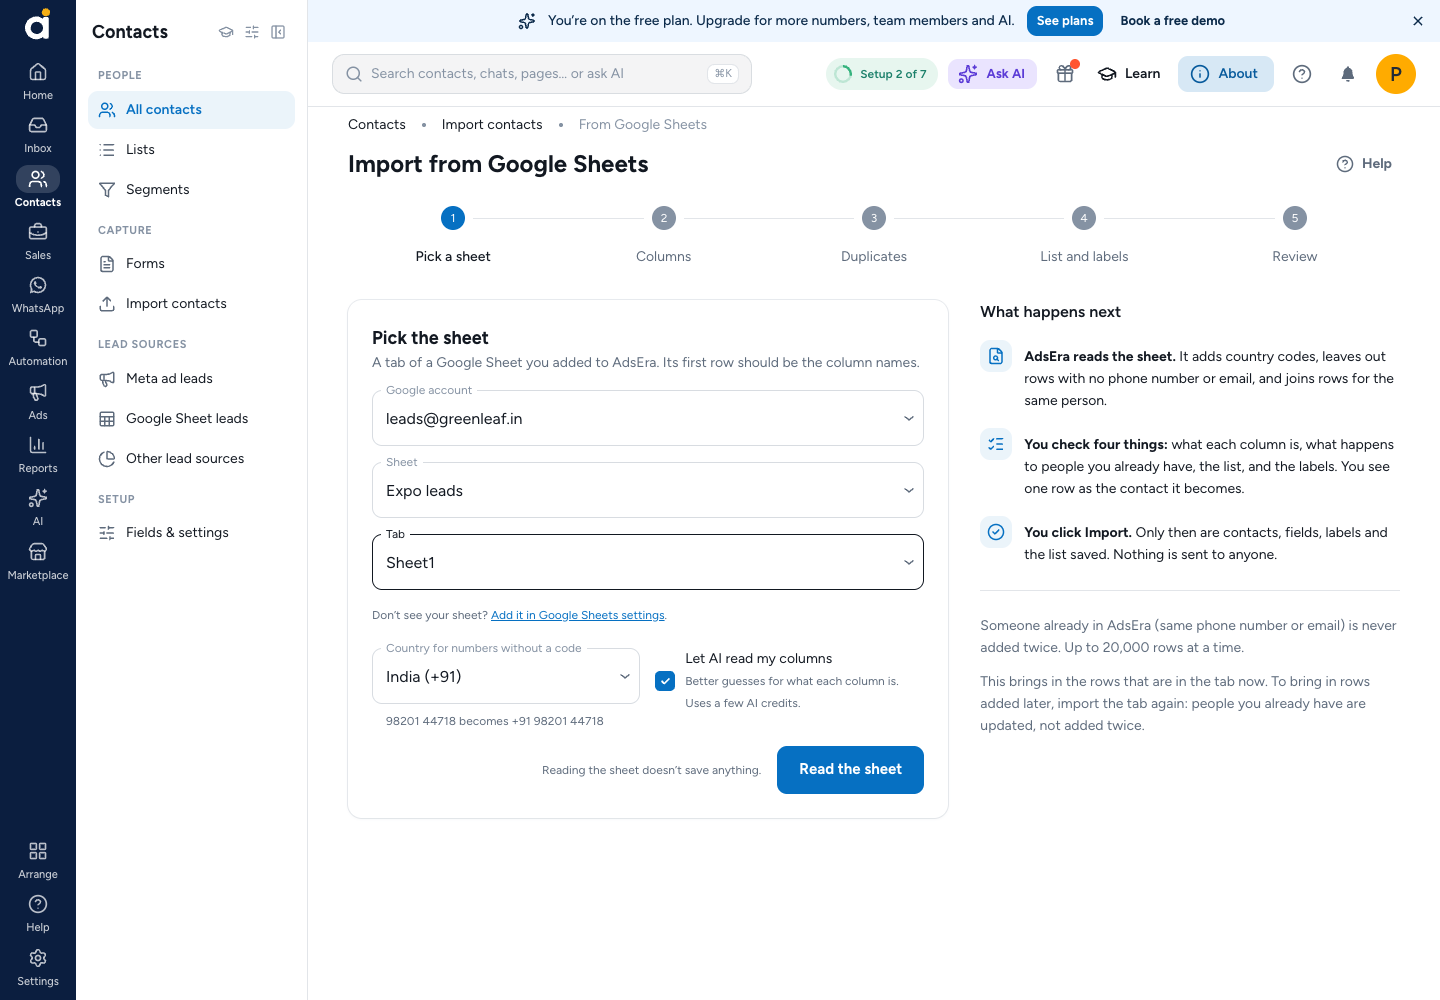 You're on the free plan. Upgrade for more numbers, team members and AI.
See plans
Book a free demo
Contacts
PEOPLE
All contacts
Lists
Segments
CAPTURE
Forms
Import contacts
LEAD SOURCES
Meta ad leads
Google Sheet leads
Other lead sources
SETUP
Fields & settings
Home
Inbox
Contacts
Sales
WhatsApp
Automation
Ads
Reports
AI
Marketplace
Arrange
Help
Settings
Search contacts, chats, pages... or ask AI
⌘K
Setup 2 of 7
Ask AI
Learn
About
P
Contacts • Import contacts • From Google Sheets
Import from Google Sheets
Help
1
2
3
4
5
Pick a sheet
Columns
Duplicates
List and labels
Review
Pick the sheet
A tab of a Google Sheet you added to AdsEra. Its first row should be the column names.
Google account
leads@greenleaf.in
Sheet
Expo leads
Tab
Sheet1
Don't see your sheet? Add it in Google Sheets settings.
Country for numbers without a code
India (+91)
98201 44718 becomes +91 98201 44718
Let AI read my columns
Better guesses for what each column is.
Uses a few AI credits.
Reading the sheet doesn't save anything.
Read the sheet
What happens next
AdsEra reads the sheet. It adds country codes, leaves out
rows with no phone number or email, and joins rows for the
same person.
You check four things: what each column is, what happens
to people you already have, the list, and the labels. You see
one row as the contact it becomes.
You click Import. Only then are contacts, fields, labels and
the list saved. Nothing is sent to anyone.
Someone already in AdsEra (same phone number or email) is never
added twice. Up to 20,000 rows at a time.
This brings in the rows that are in the tab now. To bring in rows
added later, import the tab again: people you already have are
updated, not added twice.